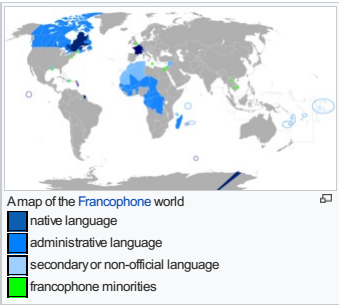 A map of the Francophone world
native language
administrative language
secondary or non-official language
francophone minorities